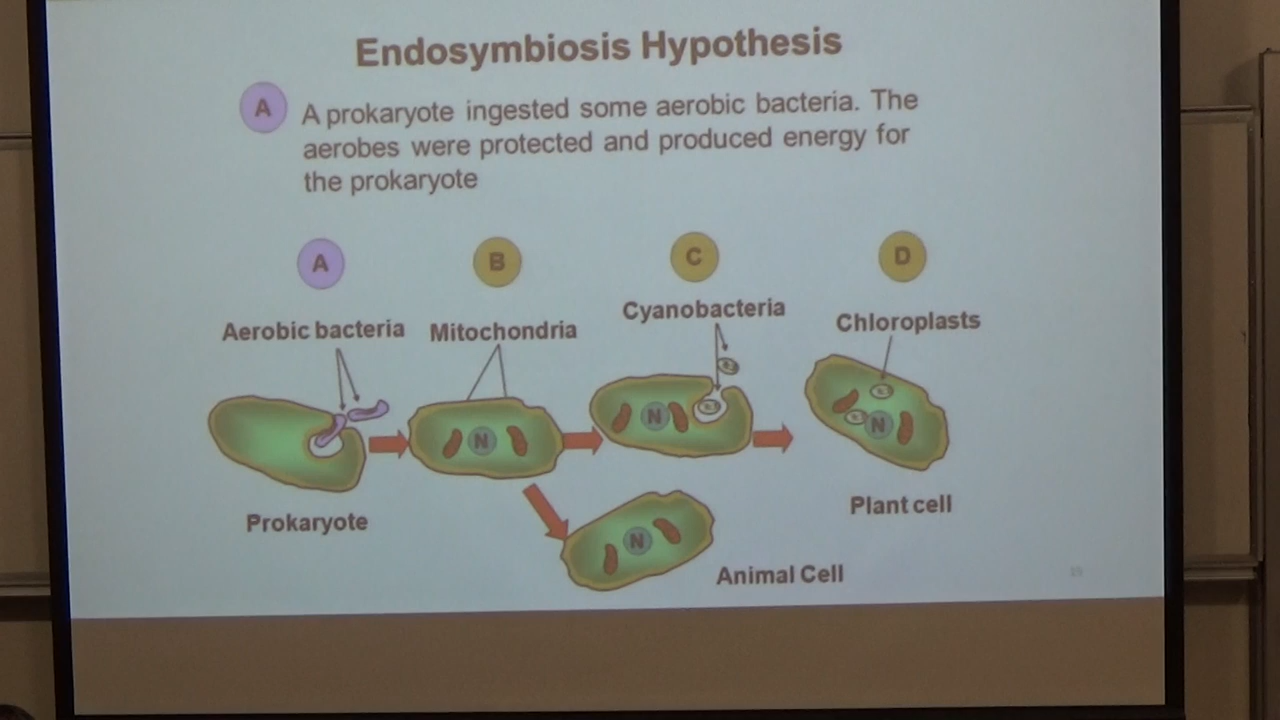 Endosymbiosis Hypothesis
A
A prokaryote ingested some aerobic bacteria. The
aerobes were protected and produced energy for
the prokaryote
A
B
C
D
Aerobic bacteria
Mitochondria
Cyanobacteria
Chloroplasts
N
N
N
Prokaryote
Plant cell
N
Animal Cell